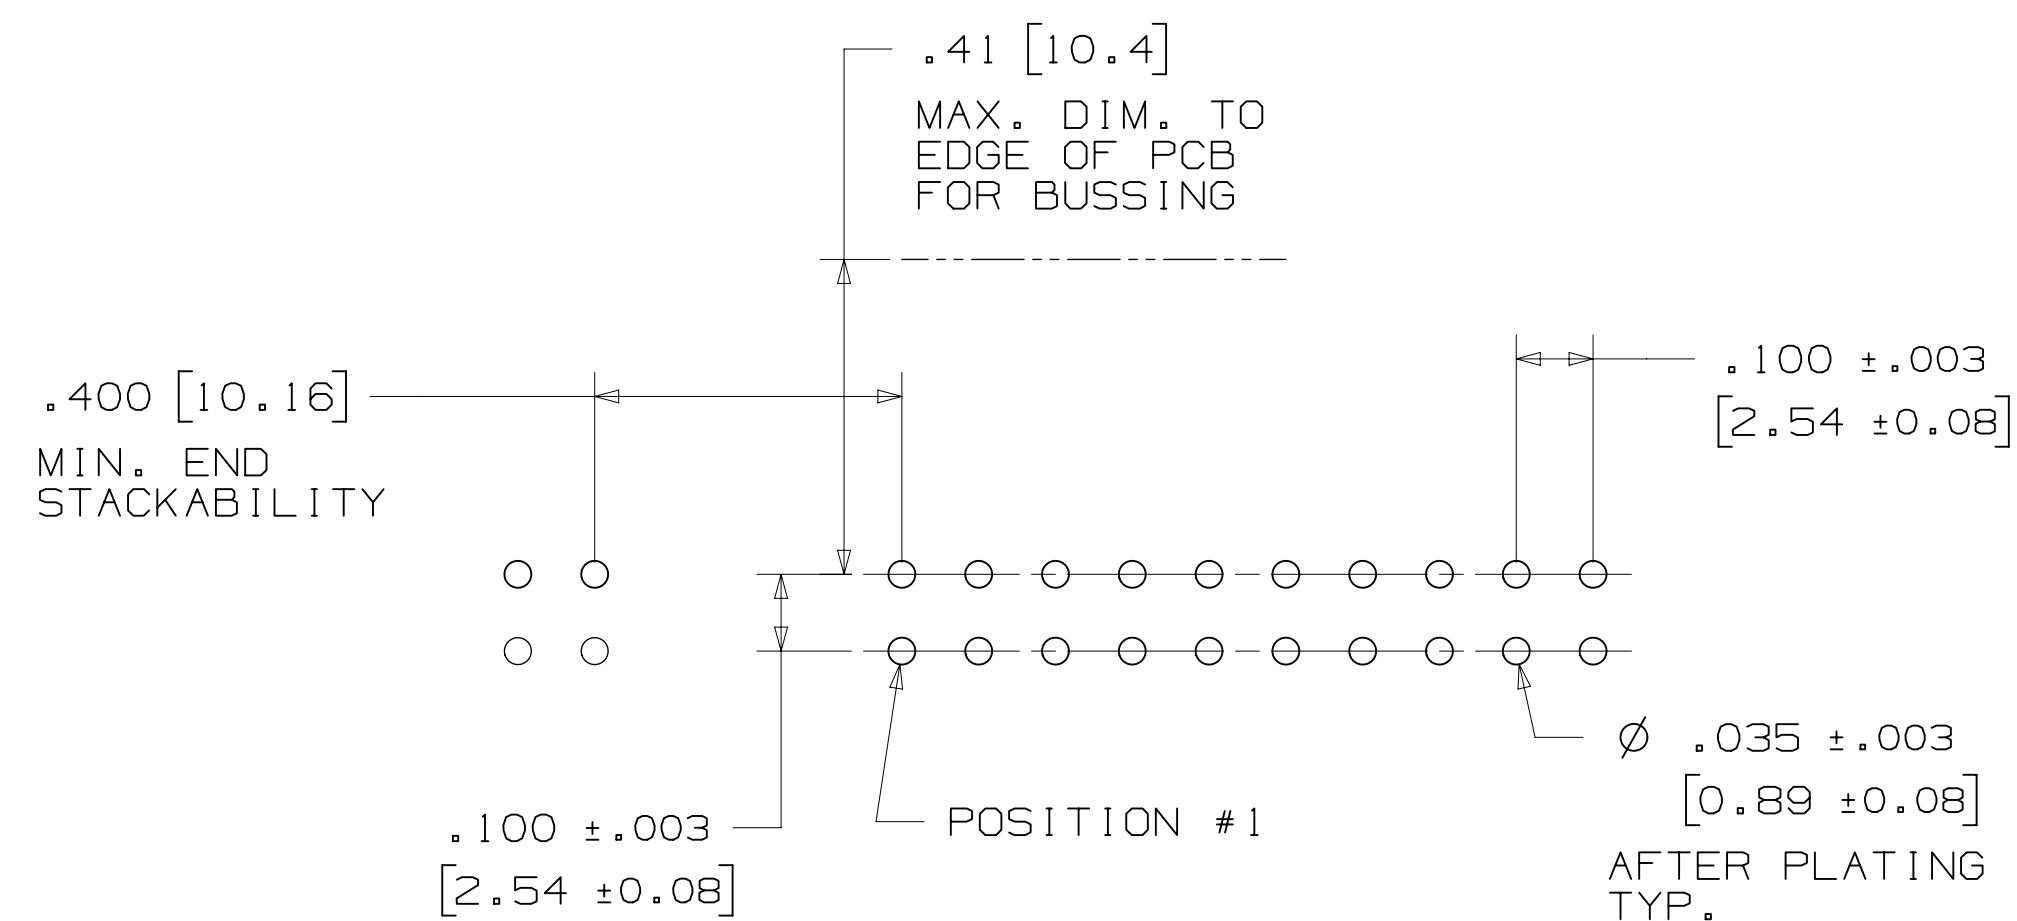 .41 [10.4]
MAX. DIM. TO
EDGE OF PCB
FOR BUSSING
.400 [10.16]
MIN. END
STACKABILITY
.100 ±.003
[2.54 ±0.08]
Ø .035 ±.003
[0.89 ±0.08]
AFTER PLATING
TYP.
POSITION #1
.100 ±.003
[2.54 ±0.08]